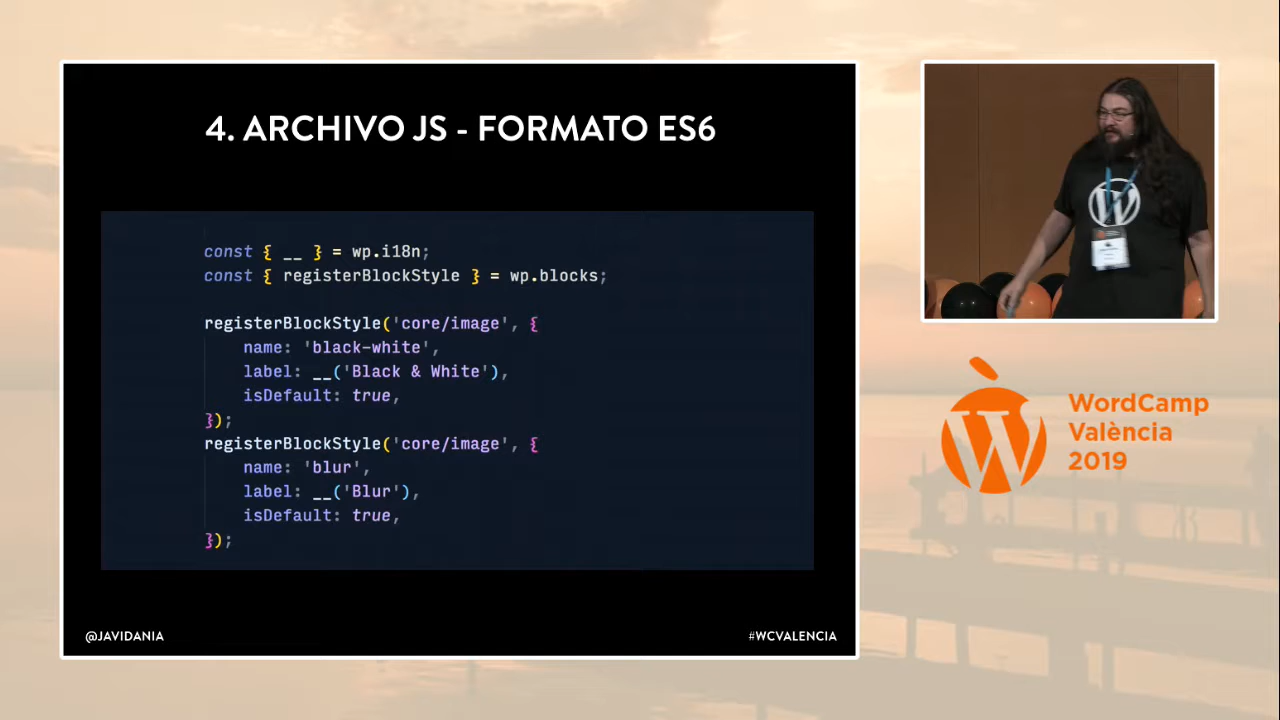 4. ARCHIVO JS - FORMATO ES6
const { __ } = wp.i18n;
const { registerBlockStyle } = wp.blocks;
registerBlockStyle('core/image', {
name: 'black-white',
label: __('Black & White'),
isDefault: true,
});
registerBlockStyle('core/image', {
name: 'blur',
label: __('Blur'),
isDefault: true,
});
@JAVIDANIA
#WCVALENCIA
WordCamp
València
2019